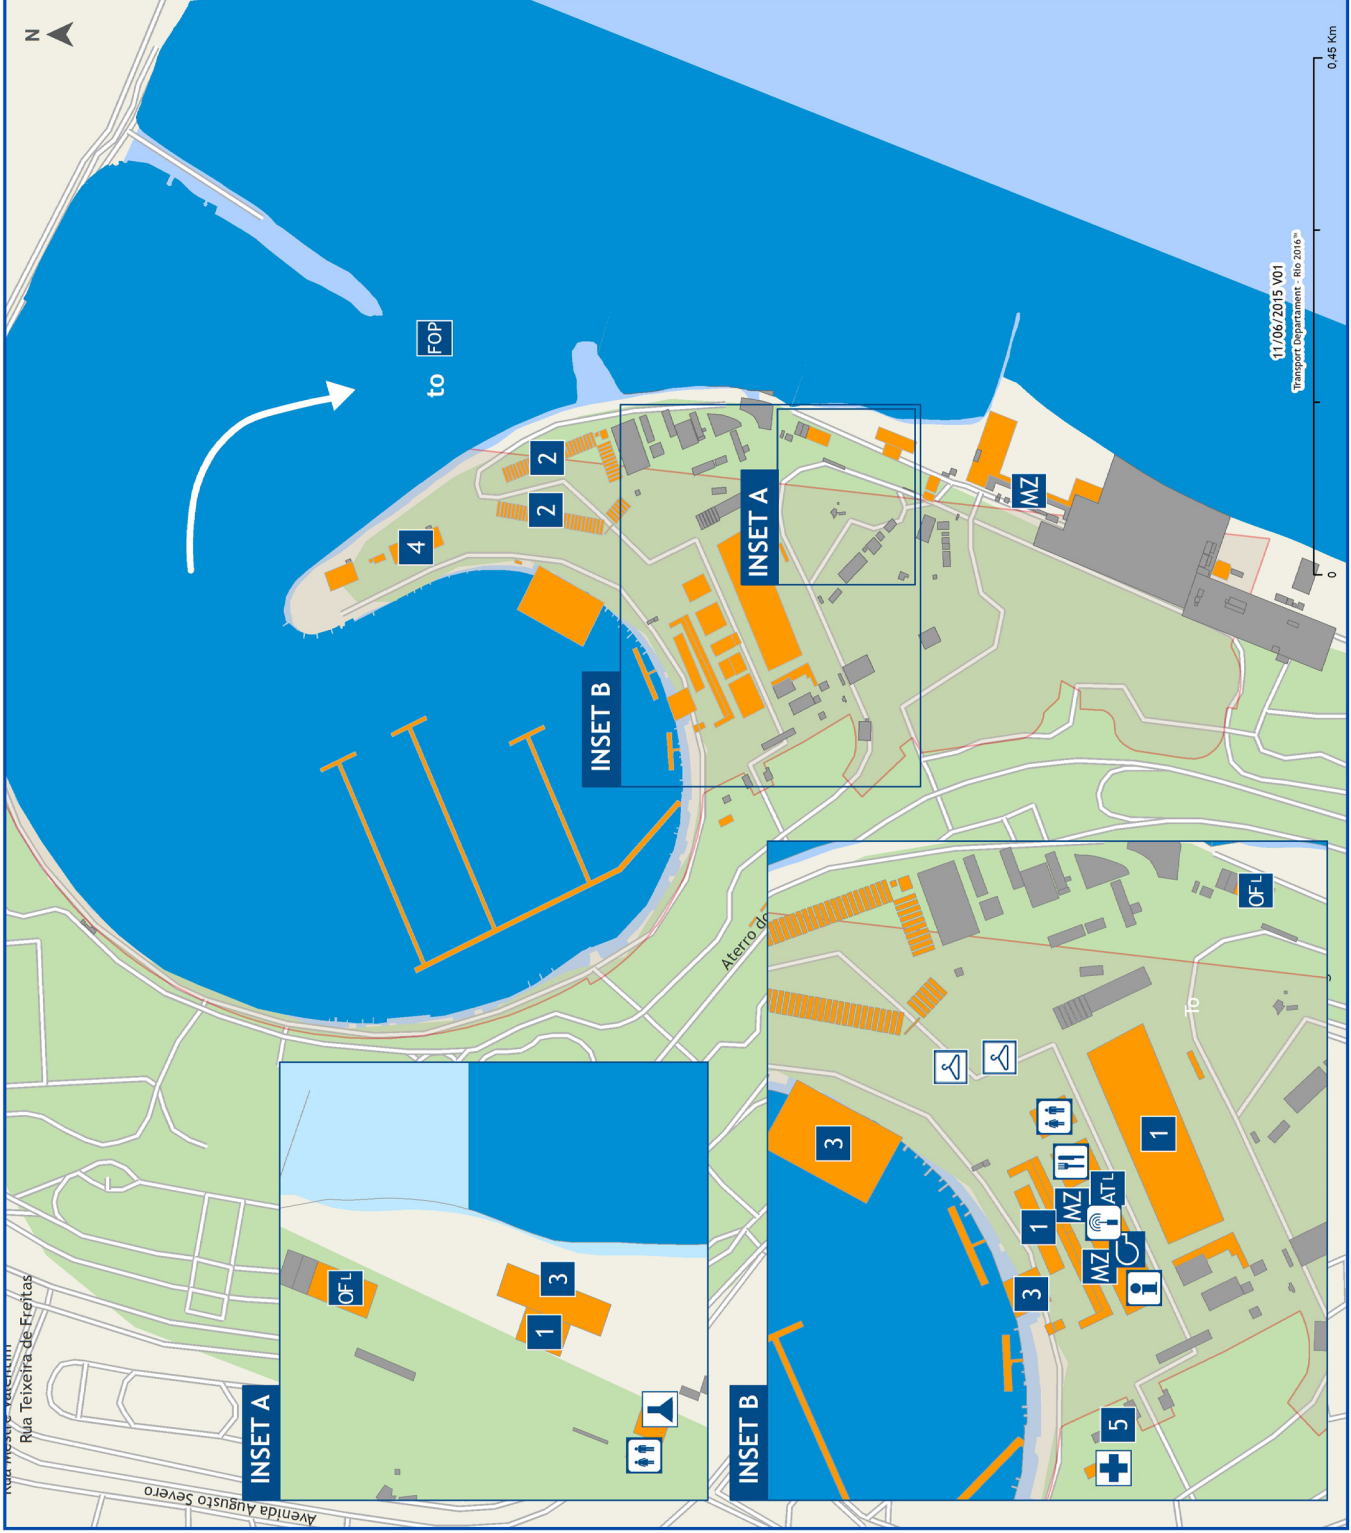 N
to FOP
2
2
4
INSET A
INSET B
MZ
0
0,45 Km
11/06/2015 V01
Transport Departament - Rio 2016™
Rua Teixeira de Freitas
Avenida Augusto Severo
Aterro do
INSET A
OFL
3
1
INSET B
3
1
3
MZ
ATL
MZ
1
To
OFL
5